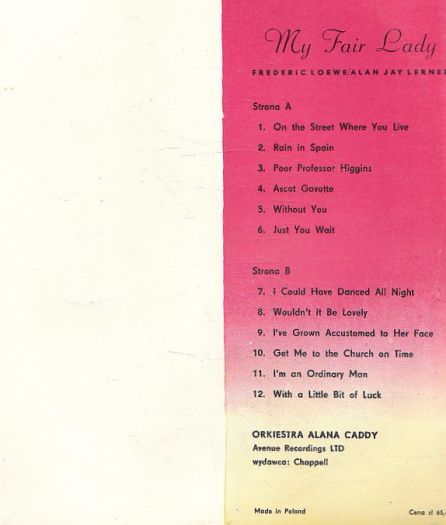 My Fair Lady
FREDERIC LOEWE/ALAN JAY LERNER
Strona A
1. On the Street Where You Live
2. Rain in Spain
3. Poor Professor Higgins
4. Ascot Gavotte
5. Without You
6. Just You Wait
Strona B
7. I Could Have Danced All Night
8. Wouldn't It Be Lovely
9. I've Grown Accustomed to Her Face
10. Get Me to the Church on Time
11. I'm an Ordinary Man
12. With a Little Bit of Luck
ORKIESTRA ALANA CADDY
Avenue Recordings LTD
wydawca: Chappell
Made in Poland
Cena zł 65,